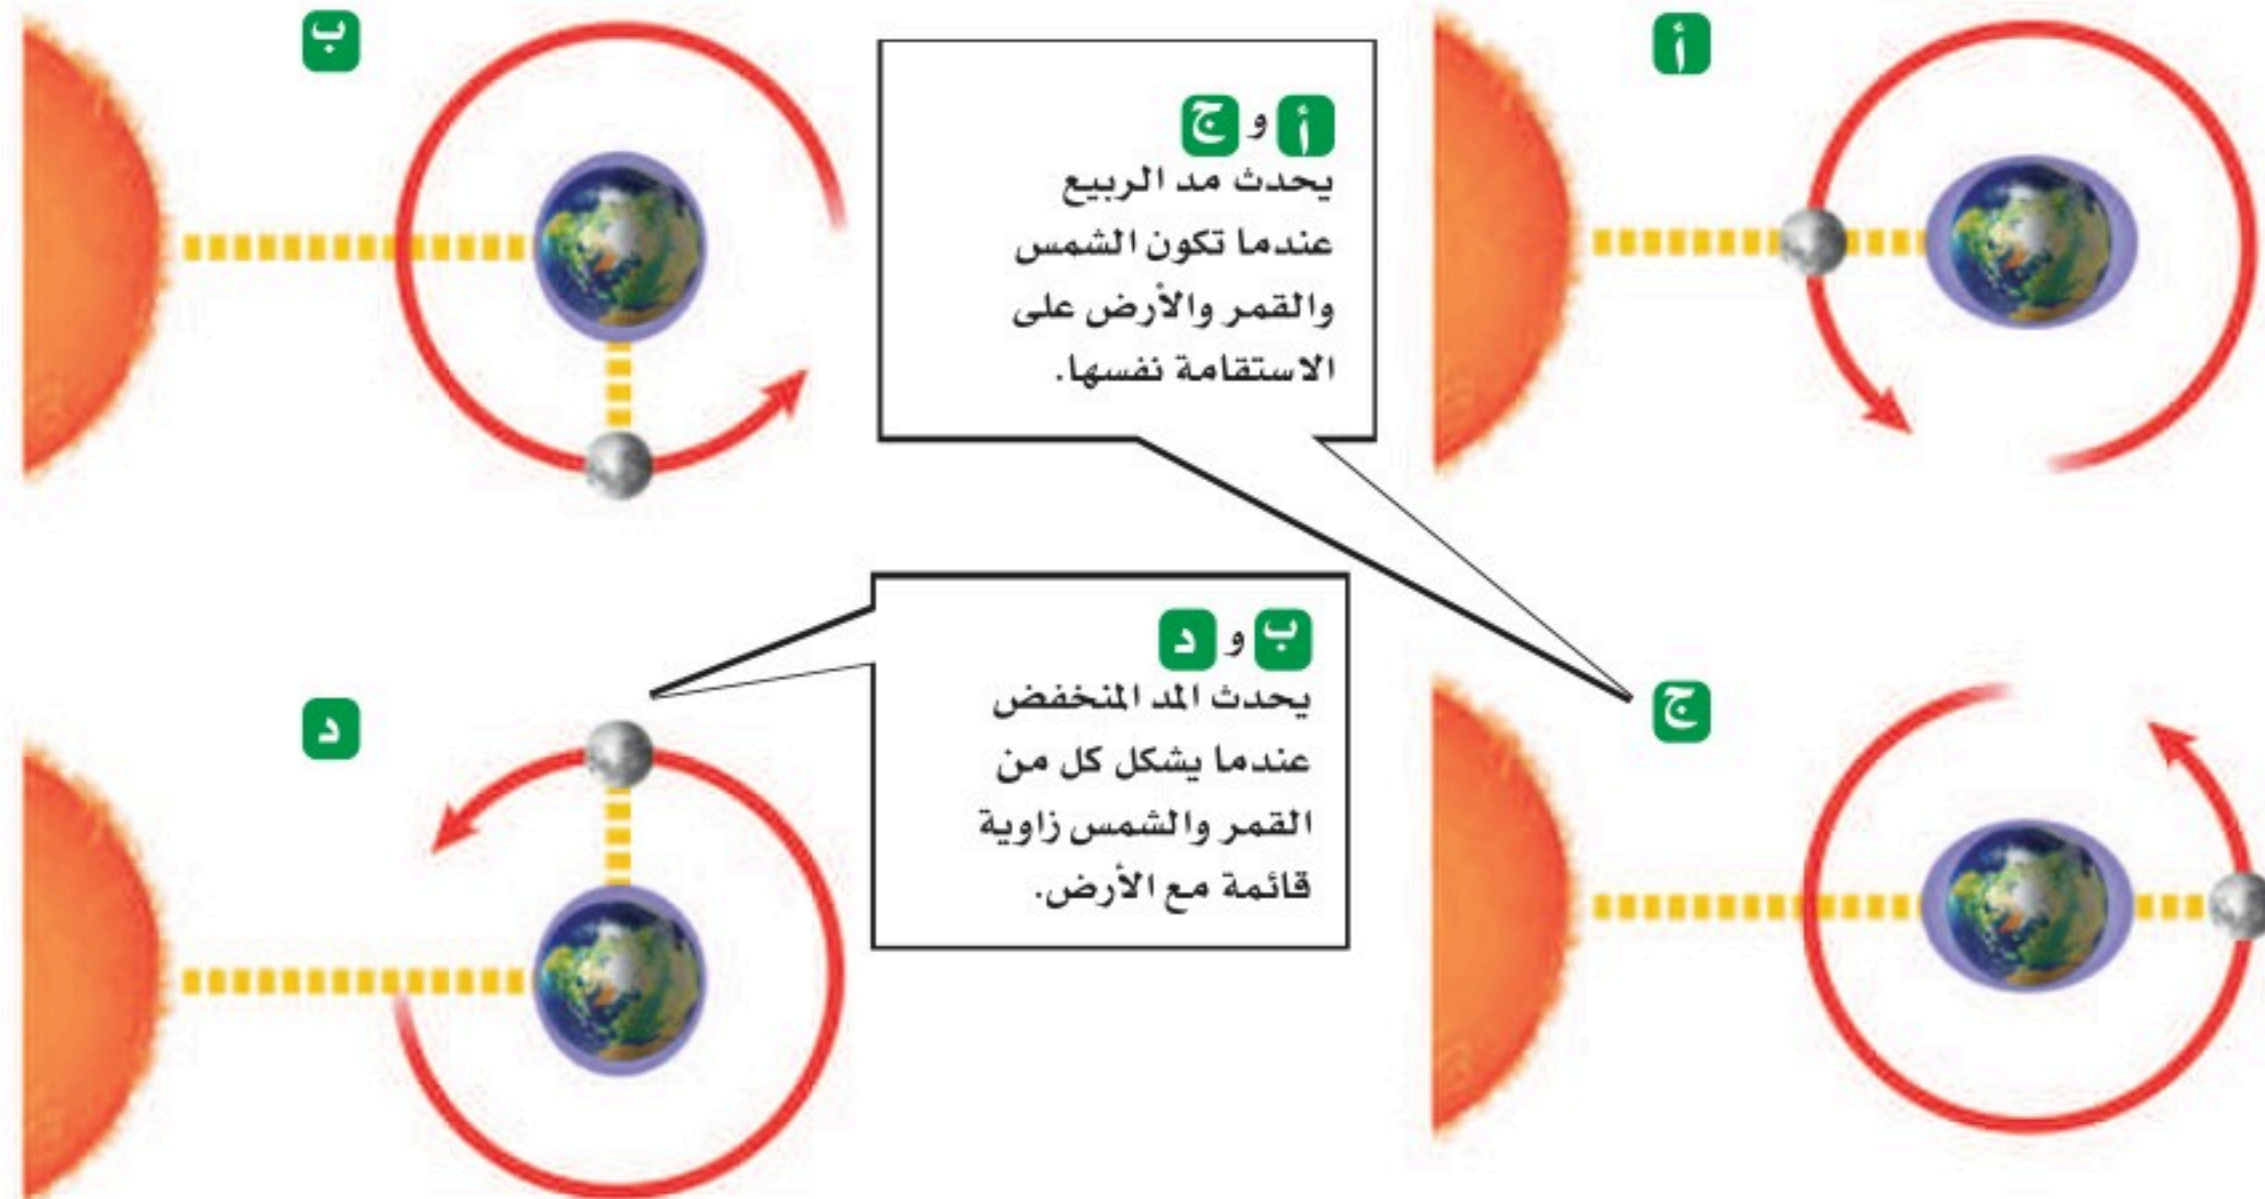 أ
ب
أ و ج
يحدث مد الربيع
عندما تكون الشمس
والقمر والأرض على
الاستقامة نفسها.
ب و د
يحدث المد المنخفض
عندما يشكل كل من
القمر والشمس زاوية
قائمة مع الأرض.
ج
د